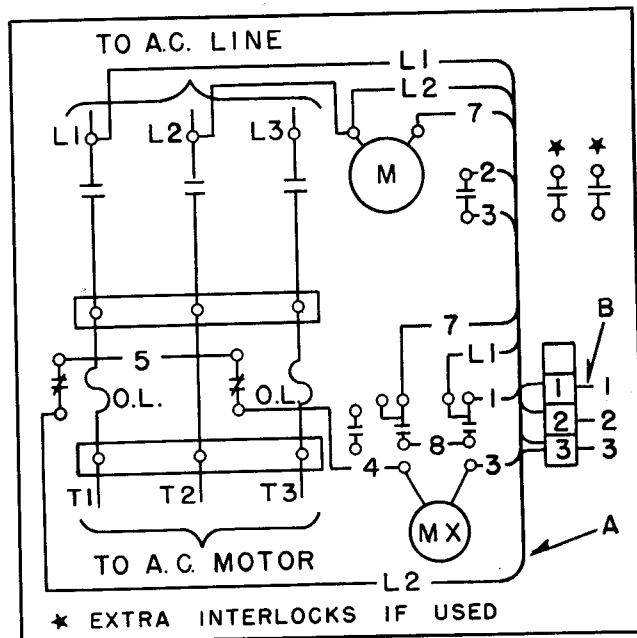 TO A.C. LINE
L1
L2
L1 L2 L3
7
M
2
3
★ ★
7
B
5
L1
1 1 1
O.L. O.L.
2 2
8
3 3
4 3
T1 T2 T3
MX
A
TO A.C. MOTOR
L2
★ EXTRA INTERLOCKS IF USED